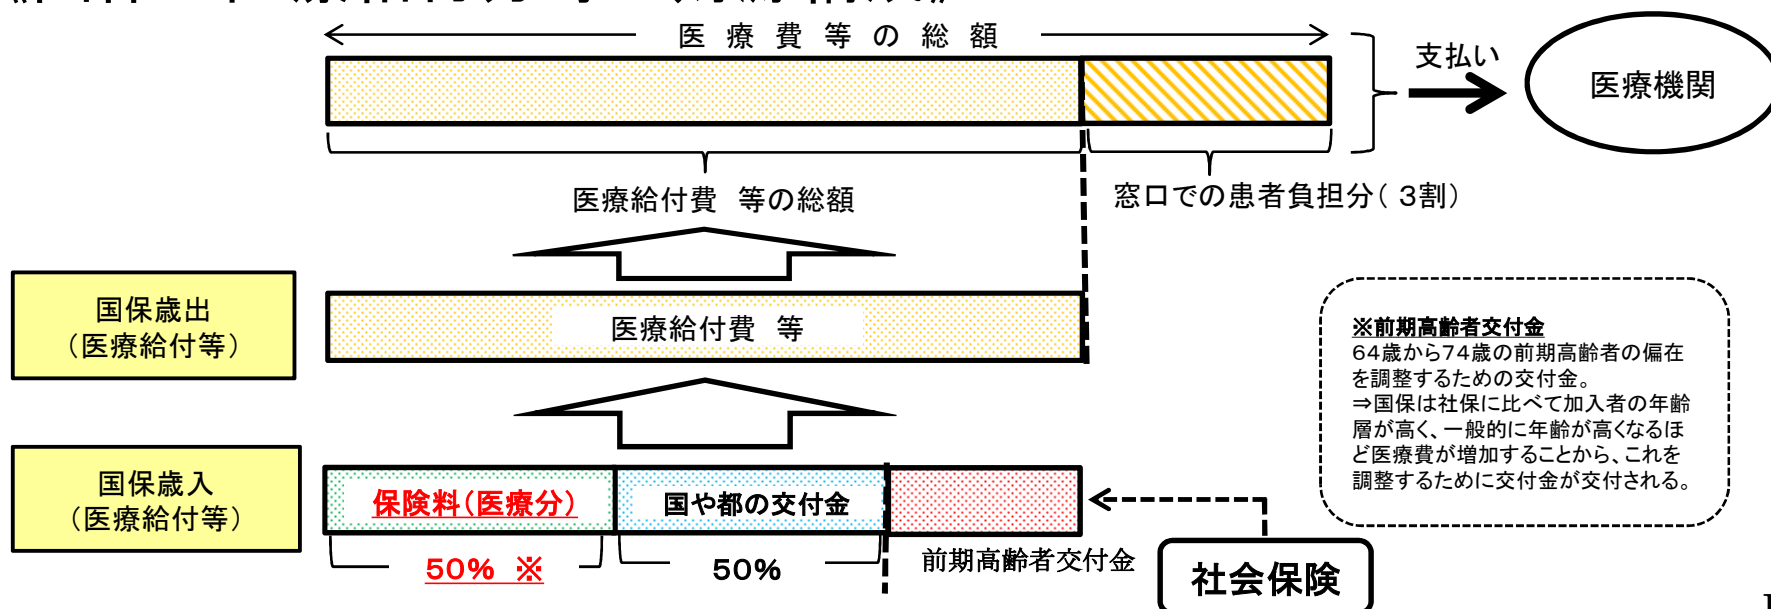 医療費等の総額
支払い
医療機関
医療給付費 等の総額
窓口での患者負担分( 3割)
国保歳出
(医療給付等)
医療給付費 等
※前期高齢者交付金
64歳から74歳の前期高齢者の偏在
を調整するための交付金。
⇒国保は社保に比べて加入者の年齢
層が高く、一般的に年齢が高くなるほ
ど医療費が増加することから、これを
調整するために交付金が交付される。
国保歳入
(医療給付等)
保険料(医療分)
国や都の交付金
50% ※
50%
前期高齢者交付金
社会保険